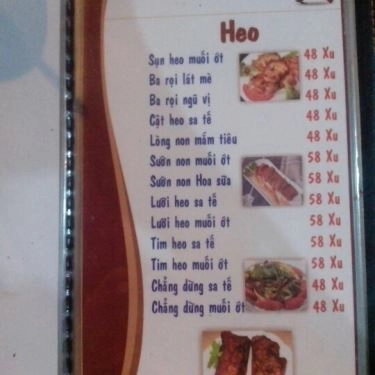 Heo
Sụn heo muối ớt 48 Xu
Ba rọi lát mè 48 Xu
Ba rọi ngũ vị 48 Xu
Cật heo sa tế 48 Xu
Lòng non mắm tiêu 48 Xu
Sườn non muối ớt 58 Xu
Sườn non Hoa sữa 58 Xu
Lưỡi heo sa tế 58 Xu
Lưỡi heo muối ớt 58 Xu
Tim heo sa tế 58 Xu
Tim heo muối ớt 58 Xu
Chẳng dừng sa tế 48 Xu
Chẳng dừng muối ớt 48 Xu